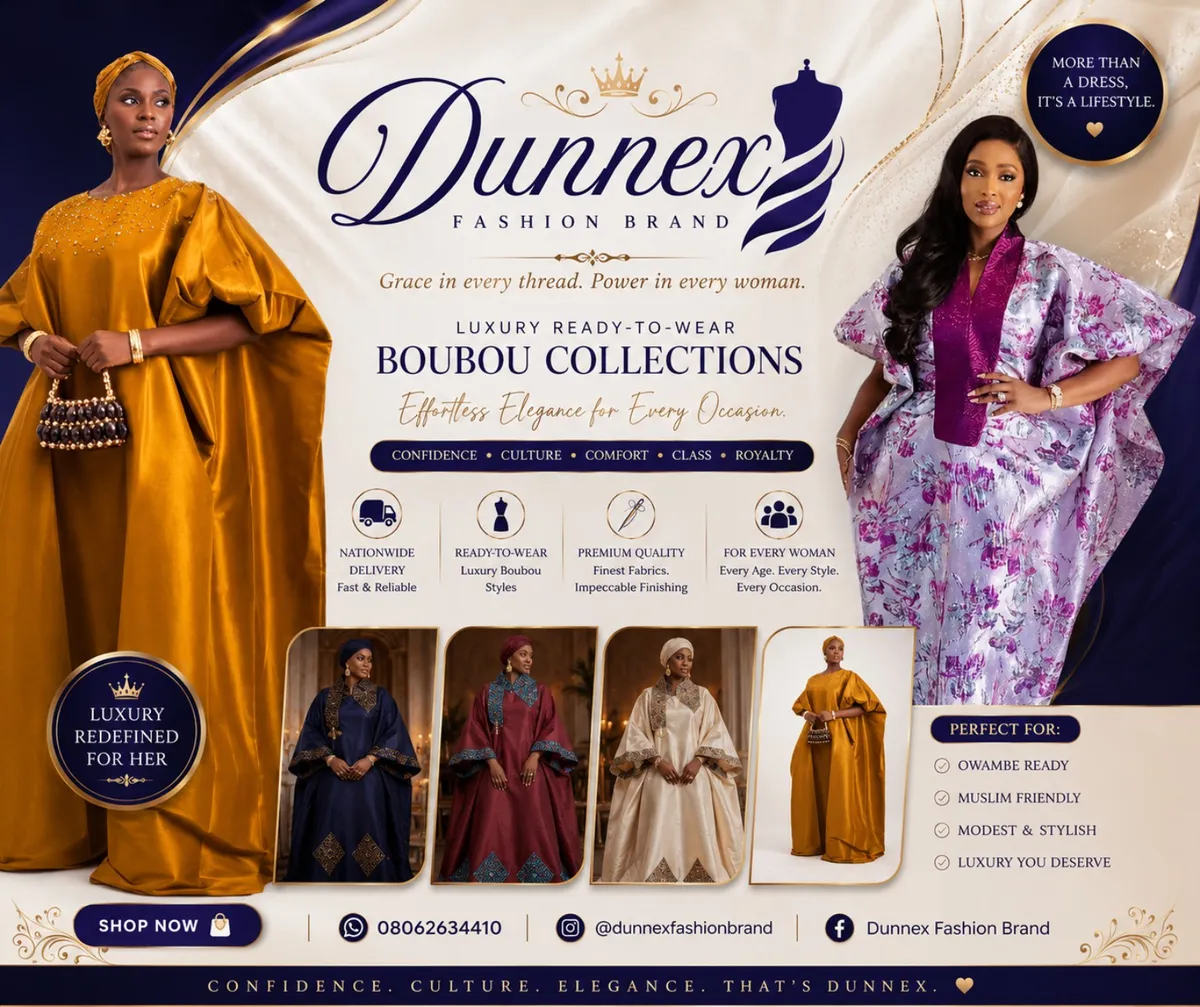 MORE THAN
A DRESS,
IT'S A LIFESTYLE.
Dunnex
FASHION BRAND
Grace in every thread. Power in every woman.
LUXURY READY-TO-WEAR
BOUBOU COLLECTIONS
Effortless Elegance for Every Occasion.
CONFIDENCE • CULTURE • COMFORT • CLASS • ROYALTY
NATIONWIDE
DELIVERY
Fast & Reliable
READY-TO-WEAR
Luxury Boubou
Styles
PREMIUM QUALITY
Finest Fabrics.
Impeccable Finishing
FOR EVERY WOMAN
Every Age. Every Style.
Every Occasion.
LUXURY
REDEFINED
FOR HER
PERFECT FOR:
OWAMBE READY
MUSLIM FRIENDLY
MODEST & STYLISH
LUXURY YOU DESERVE
SHOP NOW
08062634410
@dunnexfashionbrand
Dunnex Fashion Brand
CONFIDENCE. CULTURE. ELEGANCE. THAT'S DUNNEX.